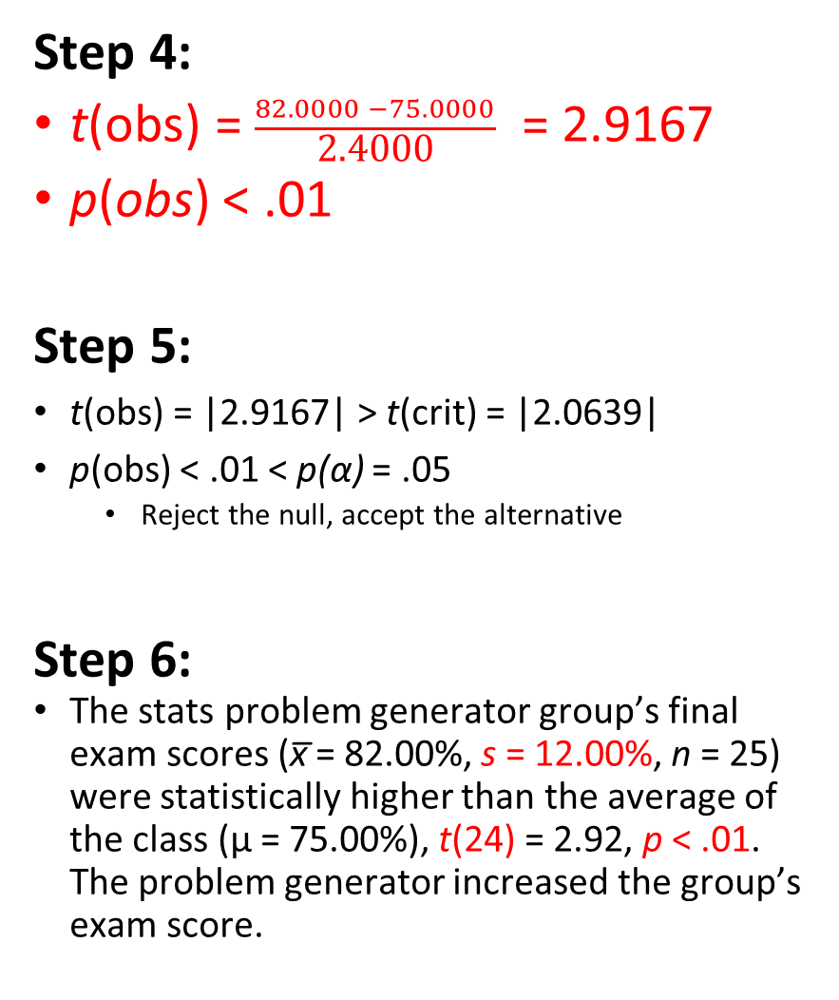 Step 4:
• t(obs) = (82.0000 −75.0000)/2.4000 = 2.9167
• p(obs) < .01
Step 5:
• t(obs) = |2.9167| > t(crit) = |2.0639|
• p(obs) < .01 < p(α) = .05
• Reject the null, accept the alternative
Step 6:
• The stats problem generator group’s final
exam scores (x̅ = 82.00%, s = 12.00%, n = 25)
were statistically higher than the average of
the class (µ = 75.00%), t(24) = 2.92, p < .01.
The problem generator increased the group’s
exam score.